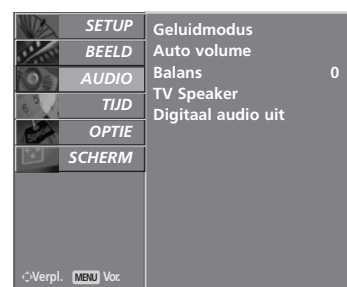 SETUP
BEELD
AUDIO
TIJD
OPTIE
SCHERM
Geluidmodus
Auto volume
Balans 0
TV Speaker
Digitaal audio uit
Verpl. MENU Vor.